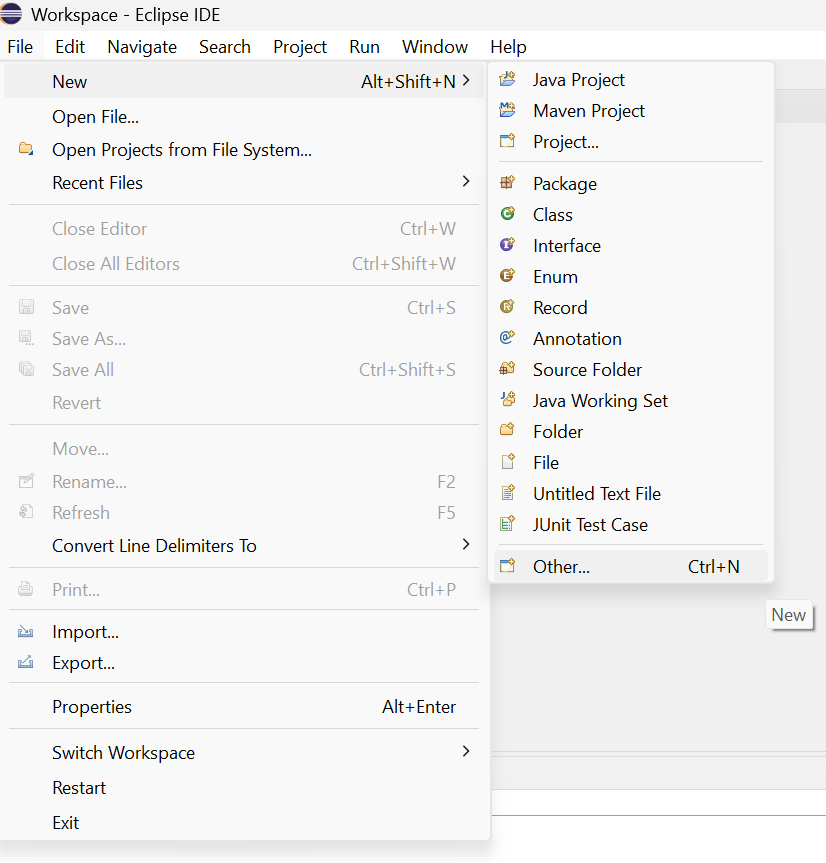 Workspace - Eclipse IDE
File Edit Navigate Search Project Run Window Help
New Alt+Shift+N
Open File...
Open Projects from File System...
Recent Files
Close Editor Ctrl+W
Close All Editors Ctrl+Shift+W
Save Ctrl+S
Save As...
Save All Ctrl+Shift+S
Revert
Move...
Rename... F2
Refresh F5
Convert Line Delimiters To
Print... Ctrl+P
Import...
Export...
Properties Alt+Enter
Switch Workspace
Restart
Exit
Java Project
Maven Project
Project...
Package
Class
Interface
Enum
Record
Annotation
Source Folder
Java Working Set
Folder
File
Untitled Text File
JUnit Test Case
Other... Ctrl+N
New